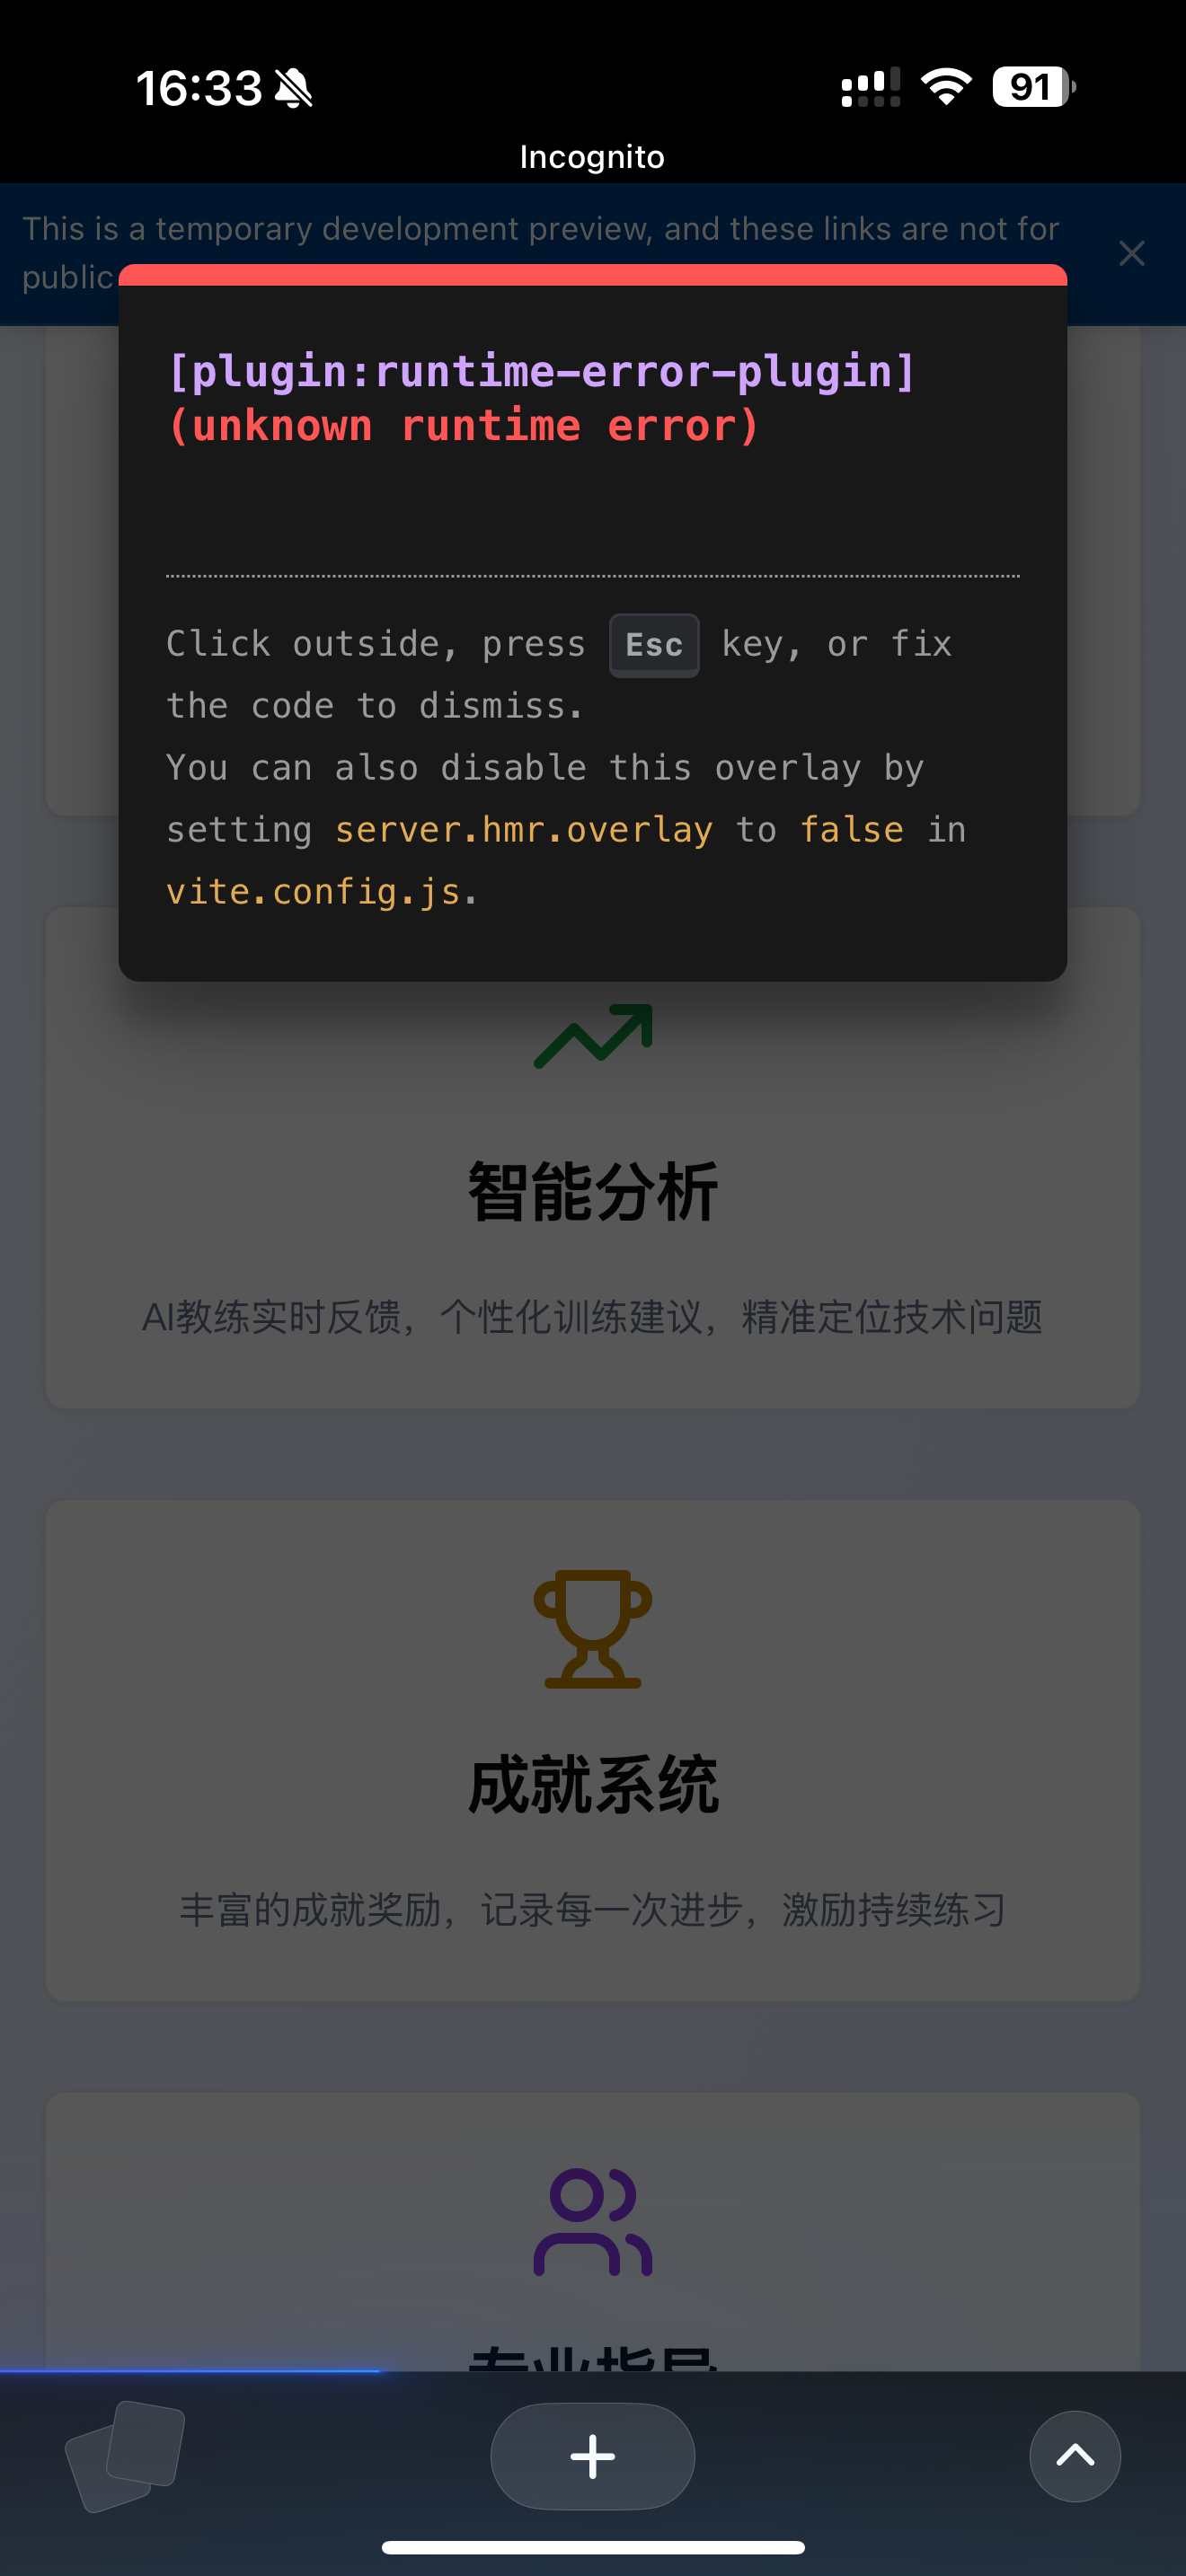 16:33
91
Incognito
This is a temporary development preview, and these links are not for
public
[plugin:runtime-error-plugin]
(unknown runtime error)
Click outside, press Esc key, or fix
the code to dismiss.
You can also disable this overlay by
setting server.hmr.overlay to false in
vite.config.js.
智能分析
AI教练实时反馈，个性化训练建议，精准定位技术问题
成就系统
丰富的成就奖励，记录每一次进步，激励持续练习
专业指导